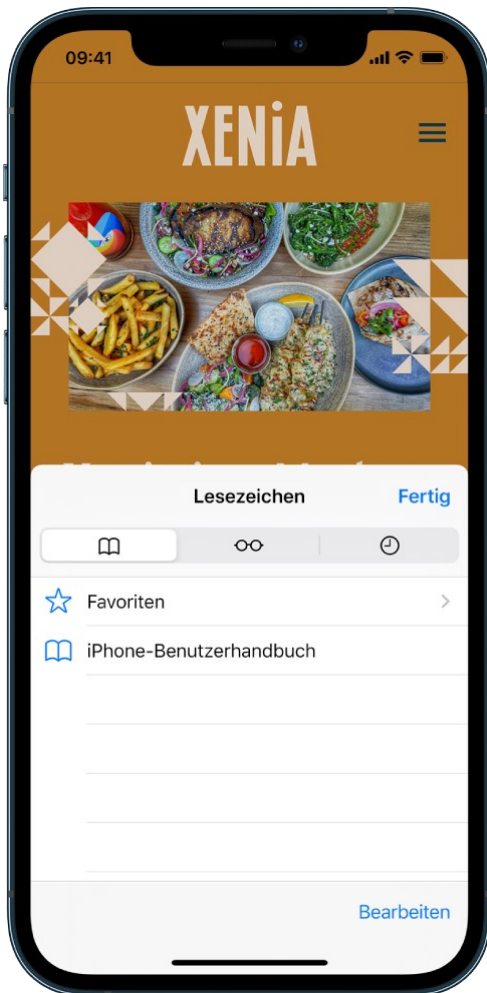 09:41
XENiA
Lesezeichen
Fertig
Favoriten
iPhone-Benutzerhandbuch
Bearbeiten